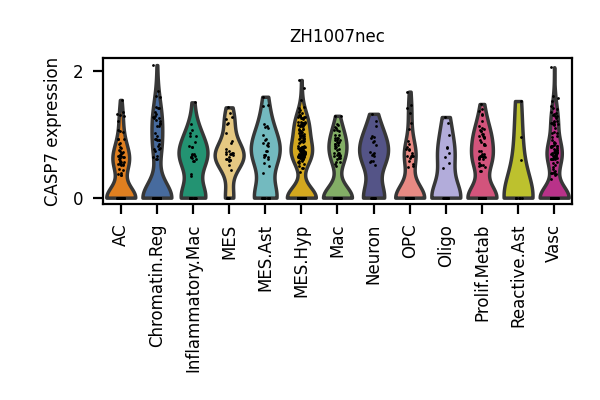 ZH1007nec
CASP7 expression
2
0
AC
Chromatin.Reg
Inflammatory.Mac
MES
MES.Ast
MES.Hyp
Mac
Neuron
OPC
Oligo
Prolif.Metab
Reactive.Ast
Vasc